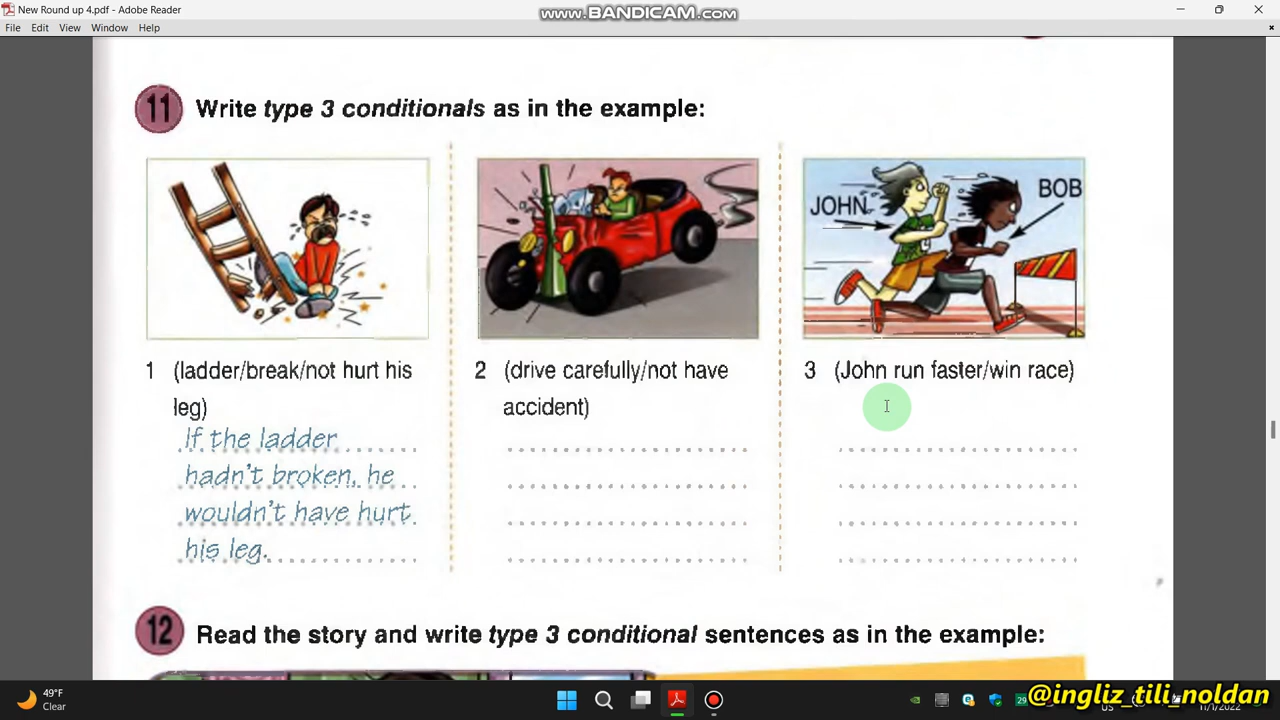 New Round up 4.pdf - Adobe Reader
www.BANDICAM.com
File Edit View Window Help
11 Write type 3 conditionals as in the example:
JOHN
BOB
1 (ladder/break/not hurt his
leg)
If the ladder
hadn't broken, he
wouldn't have hurt
his leg.
2 (drive carefully/not have
accident)
3 (John run faster/win race)
12 Read the story and write type 3 conditional sentences as in the example:
49°F
Clear
@ingliz_tili_noldan